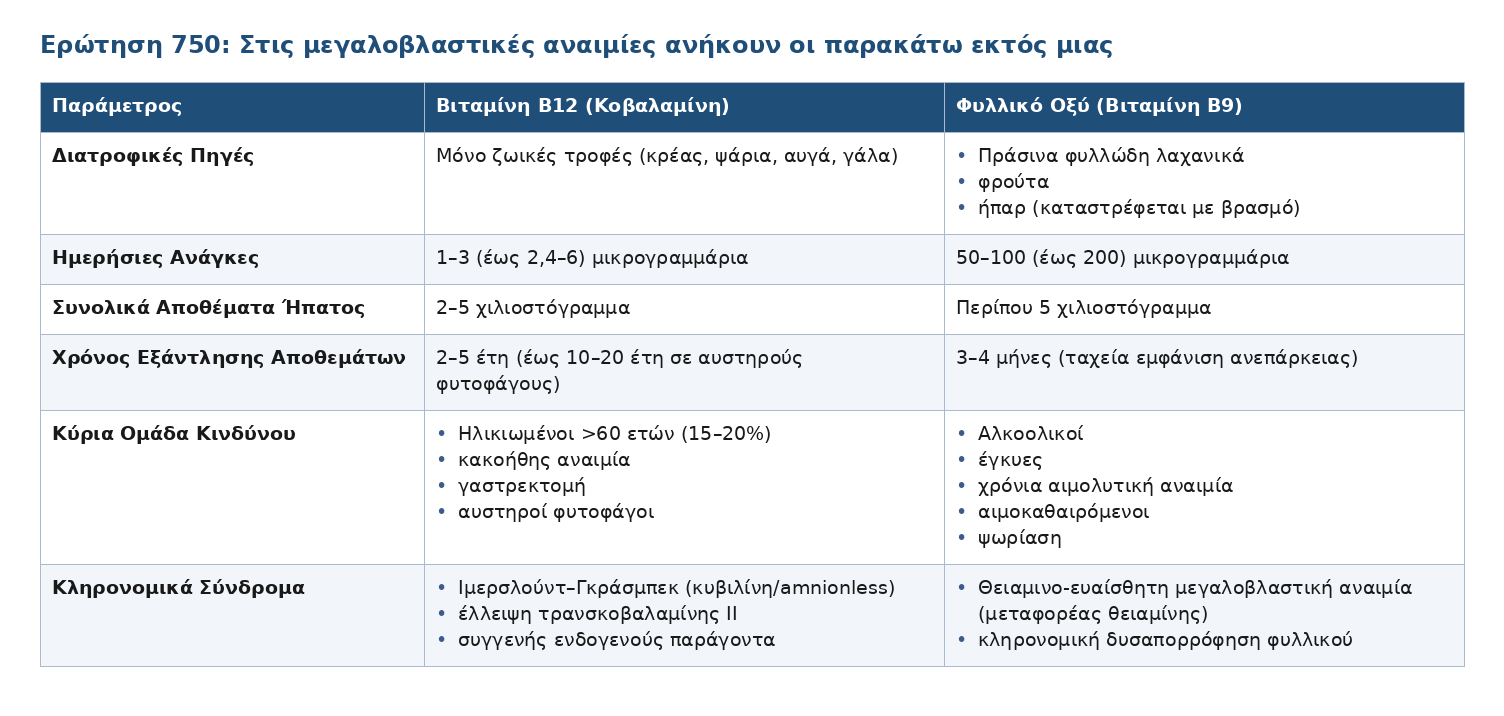 Ερώτηση 750: Στις μεγαλοβλαστικές αναιμίες ανήκουν οι παρακάτω εκτός μιας
Παράμετρος
Βιταμίνη B12 (Κοβαλαμίνη)
Φυλλικό Οξύ (Βιταμίνη B9)
Διατροφικές Πηγές
Μόνο ζωικές τροφές (κρέας, ψάρια, αυγά, γάλα)
• Πράσινα φυλλώδη λαχανικά
• φρούτα
• ήπαρ (καταστρέφεται με βρασμό)
Ημερήσιες Ανάγκες
1–3 (έως 2,4–6) μικρογραμμάρια
50–100 (έως 200) μικρογραμμάρια
Συνολικά Αποθέματα Ήπατος
2–5 χιλιοστόγραμμα
Περίπου 5 χιλιοστόγραμμα
Χρόνος Εξάντλησης Αποθεμάτων
2–5 έτη (έως 10–20 έτη σε αυστηρούς
φυτοφάγους)
3–4 μήνες (ταχεία εμφάνιση ανεπάρκειας)
Κύρια Ομάδα Κινδύνου
• Ηλικιωμένοι >60 ετών (15–20%)
• κακοήθης αναιμία
• γαστρεκτομή
• αυστηροί φυτοφάγοι
• Αλκοολικοί
• έγκυες
• χρόνια αιμολυτική αναιμία
• αιμοκαθαιρόμενοι
• ψωρίαση
Κληρονομικά Σύνδρομα
• Ιμερσλούντ–Γκράσμπεκ (κυβιλίνη/amnionless)
• έλλειψη τρανσκοβαλαμίνης II
• συγγενής ενδογενούς παράγοντα
• Θειαμινο-ευαίσθητη μεγαλοβλαστική αναιμία
(μεταφορέας θειαμίνης)
• κληρονομική δυσαπορρόφηση φυλλικού